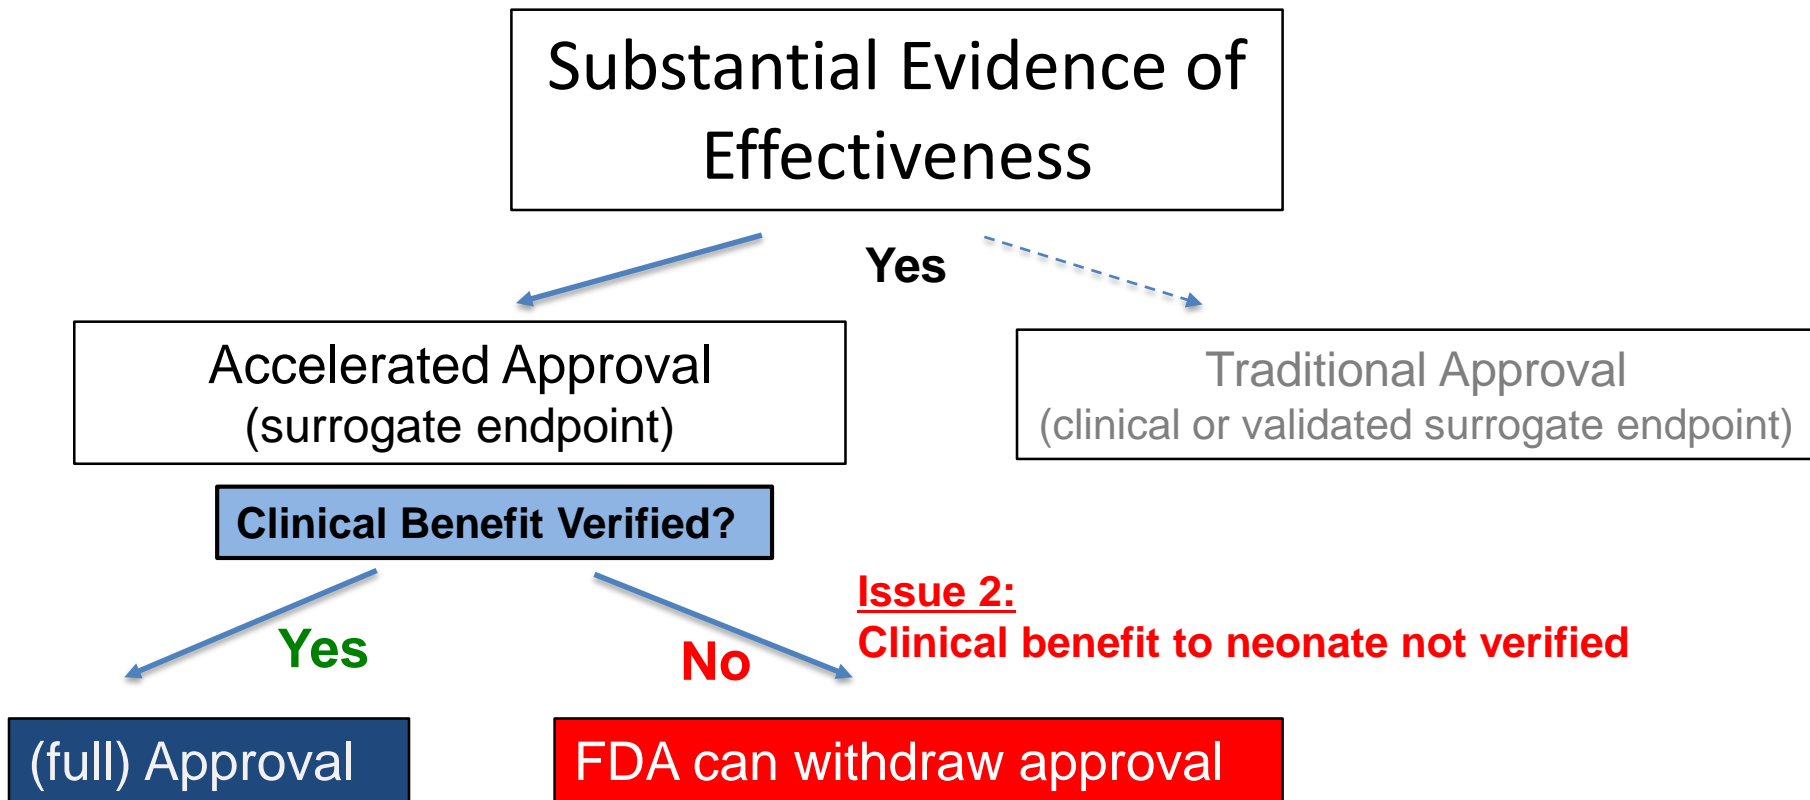 Substantial Evidence of
Effectiveness
Yes
Accelerated Approval
(surrogate endpoint)
Traditional Approval
(clinical or validated surrogate endpoint)
Clinical Benefit Verified?
Issue 2:
Clinical benefit to neonate not verified
Yes
No
(full) Approval
FDA can withdraw approval